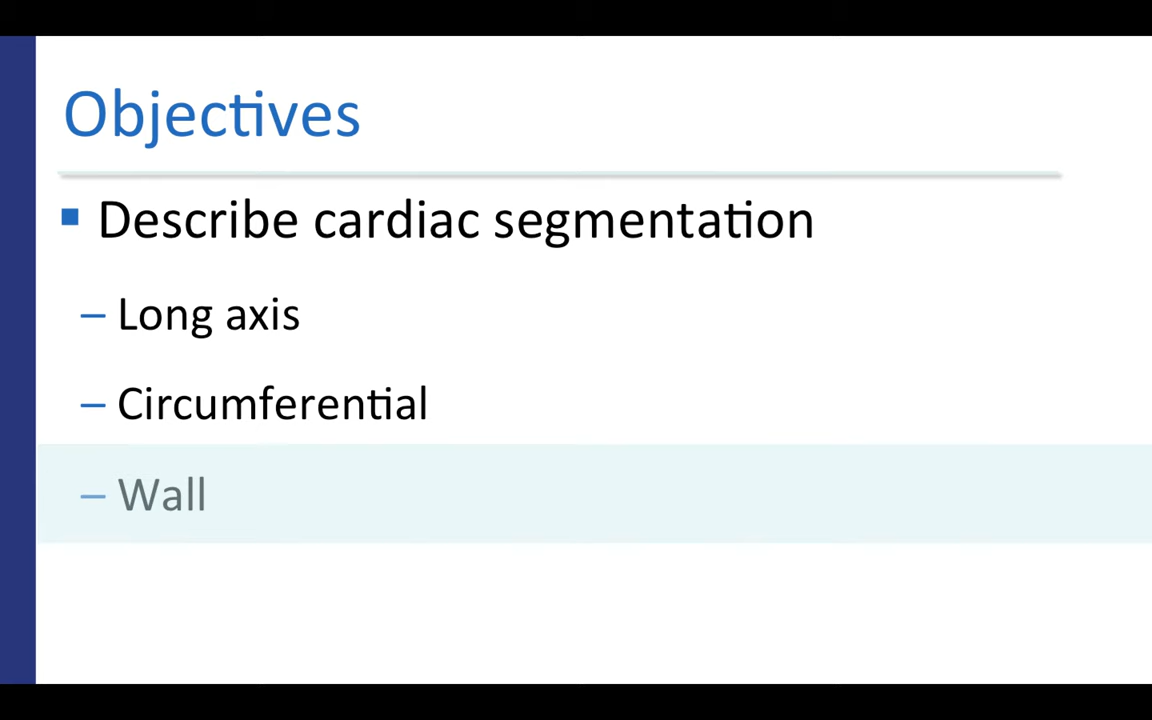 Objectives
▪ Describe cardiac segmentation
– Long axis
– Circumferential
– Wall